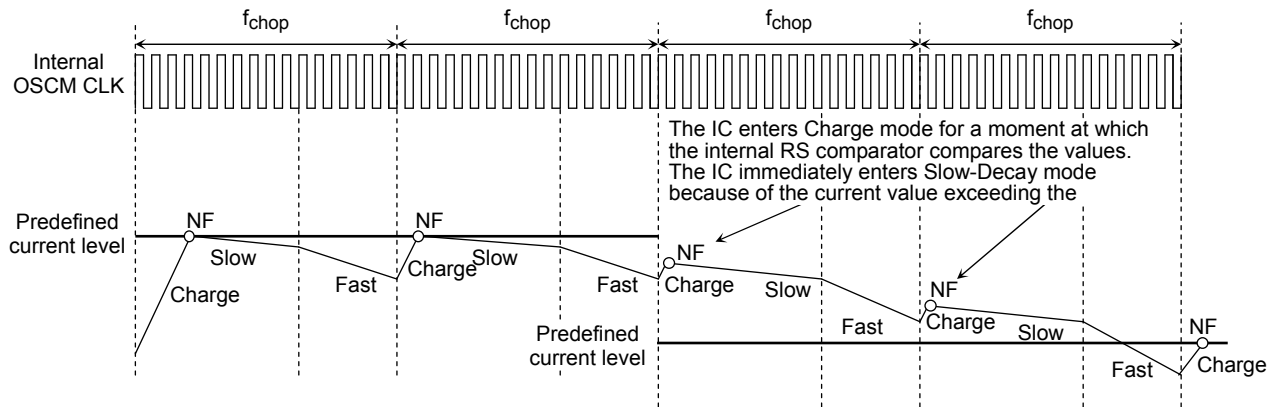 fchop fchop fchop fchop
Internal
OSCM CLK
The IC enters Charge mode for a moment at which
the internal RS comparator compares the values.
The IC immediately enters Slow-Decay mode
because of the current value exceeding the
Predefined
current level
NF
Slow
Charge
Fast
NF
Slow
Charge
Fast
NF
Charge
Slow
Fast
NF
Charge
Slow
Fast
NF
Charge
Predefined
current level